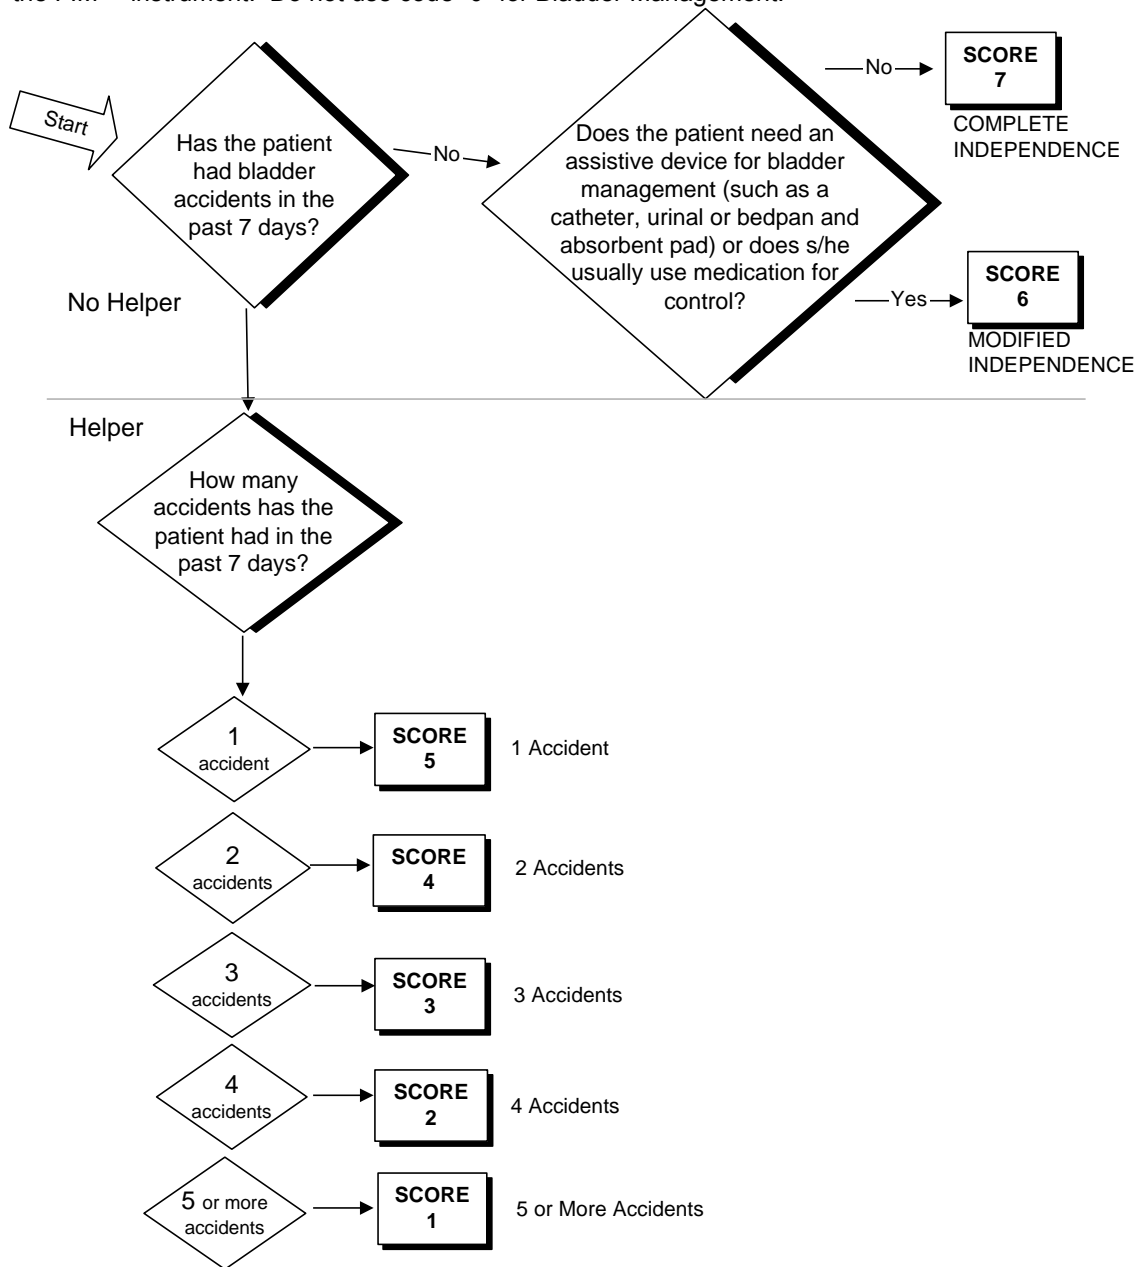 instrument. Do not use code "0" for Bladder Management.
Start
Has the patient
had bladder
accidents in the
past 7 days?
No
Does the patient need an
assistive device for bladder
management (such as a
catheter, urinal or bedpan and
absorbent pad) or does s/he
usually use medication for
control?
No
SCORE
7
COMPLETE
INDEPENDENCE
Yes
SCORE
6
MODIFIED
INDEPENDENCE
No Helper
Helper
How many
accidents has the
patient had in the
past 7 days?
1
accident
SCORE
5
1 Accident
2
accidents
SCORE
4
2 Accidents
3
accidents
SCORE
3
3 Accidents
4
accidents
SCORE
2
4 Accidents
5 or more
accidents
SCORE
1
5 or More Accidents